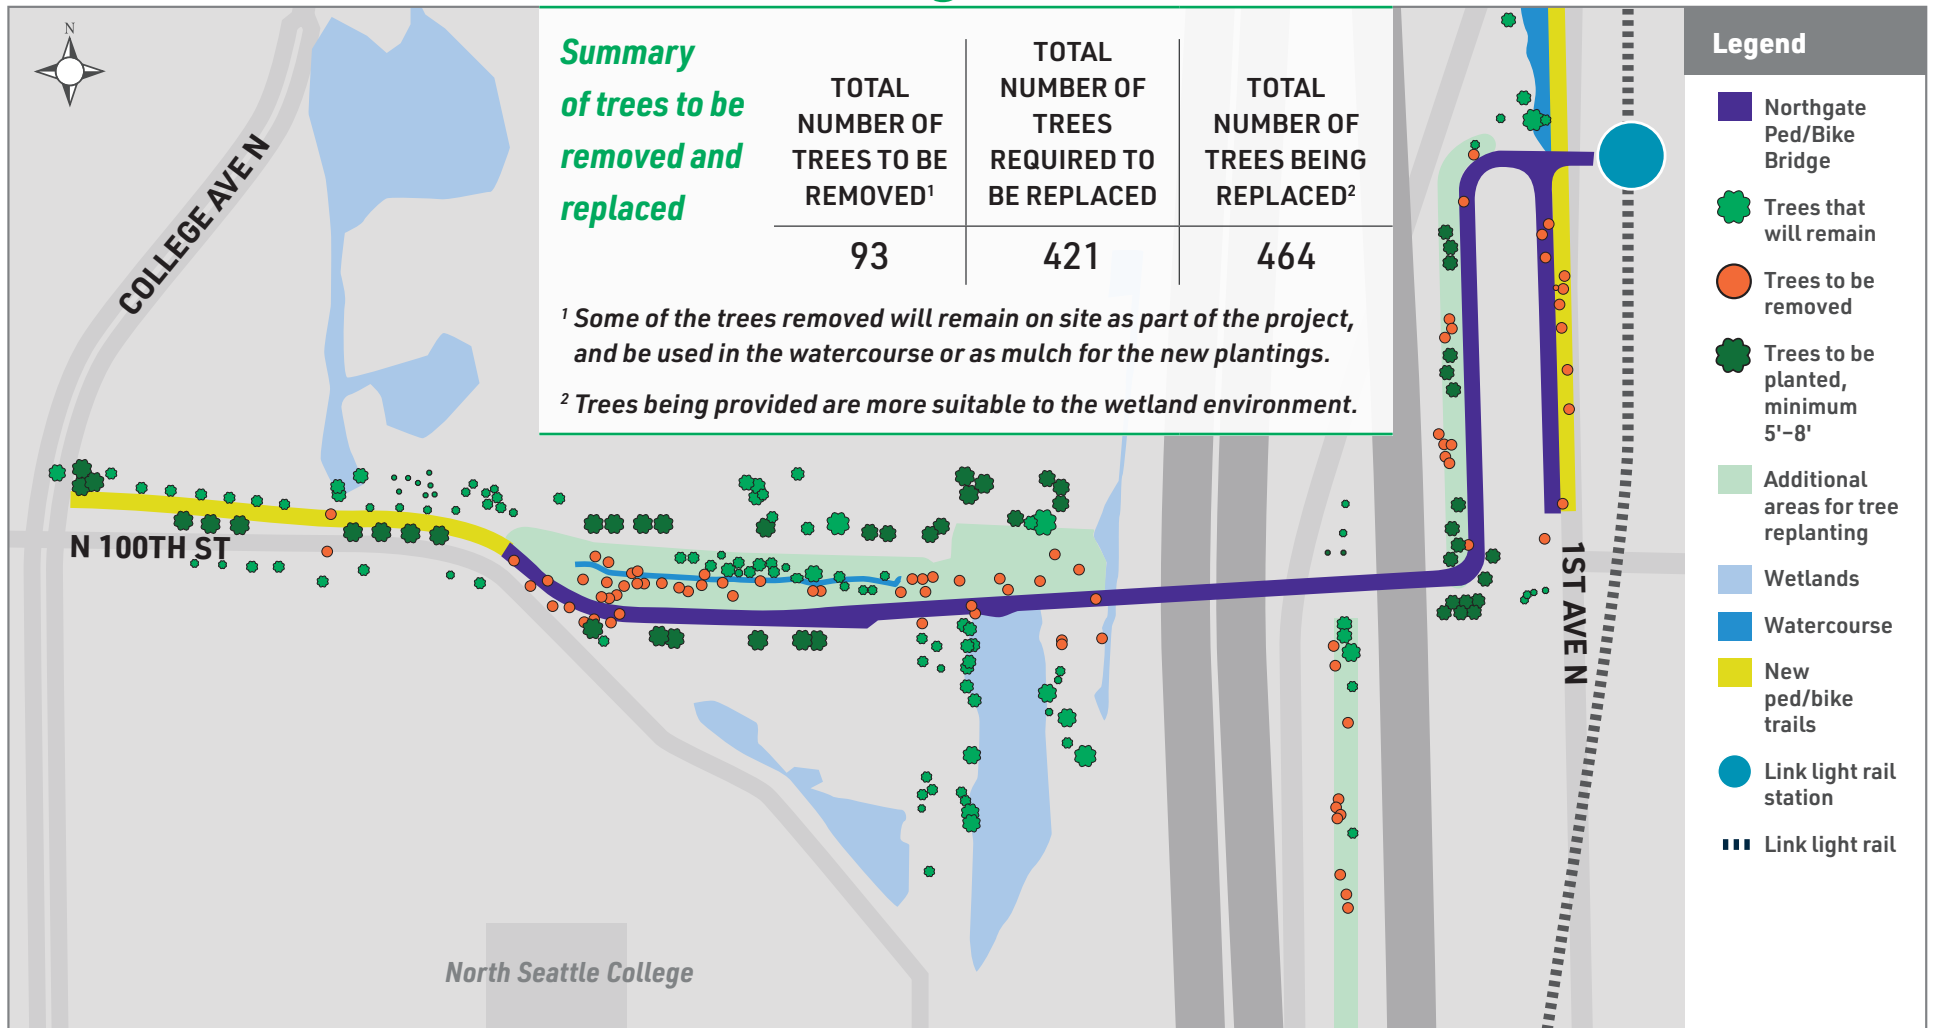 N
COLLEGE AVE N
N 100TH ST
North Seattle College
1ST AVE N
Summary
of trees to be
removed and
replaced
TOTAL
NUMBER OF
TREES TO BE
REMOVED¹
93
TOTAL
NUMBER OF
TREES
REQUIRED TO
BE REPLACED
421
TOTAL
NUMBER OF
TREES BEING
REPLACED²
464
¹ Some of the trees removed will remain on site as part of the project,
and be used in the watercourse or as mulch for the new plantings.
² Trees being provided are more suitable to the wetland environment.
Legend
Northgate
Ped/Bike
Bridge
Trees that
will remain
Trees to be
removed
Trees to be
planted,
minimum
5'–8'
Additional
areas for tree
replanting
Wetlands
Watercourse
New
ped/bike
trails
Link light rail
station
Link light rail